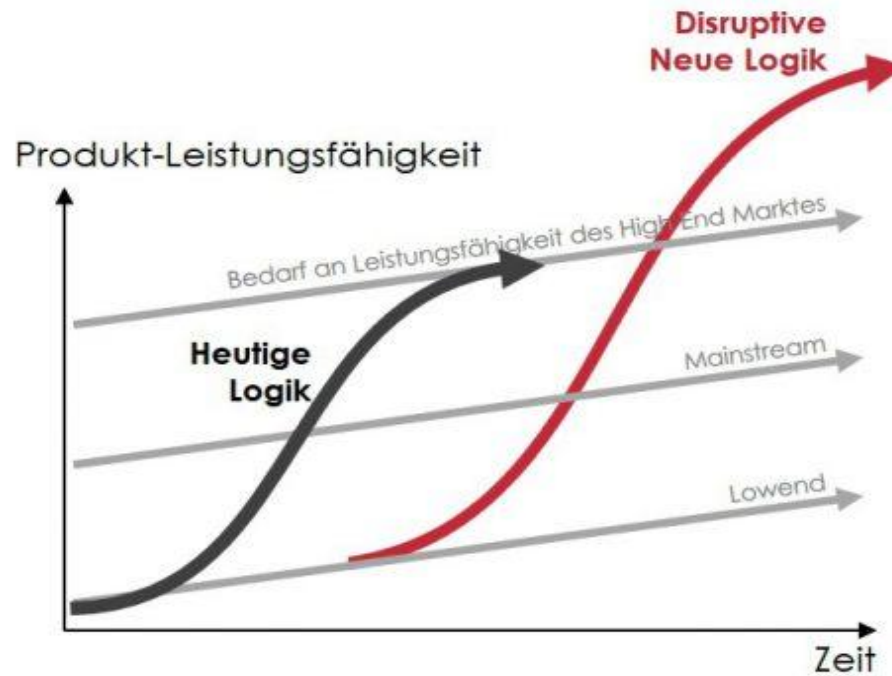 Disruptive
Neue Logik
Produkt-Leistungsfähigkeit
Bedarf an Leistungsfähigkeit des High End Marktes
Heutige
Logik
Mainstream
Lowend
Zeit